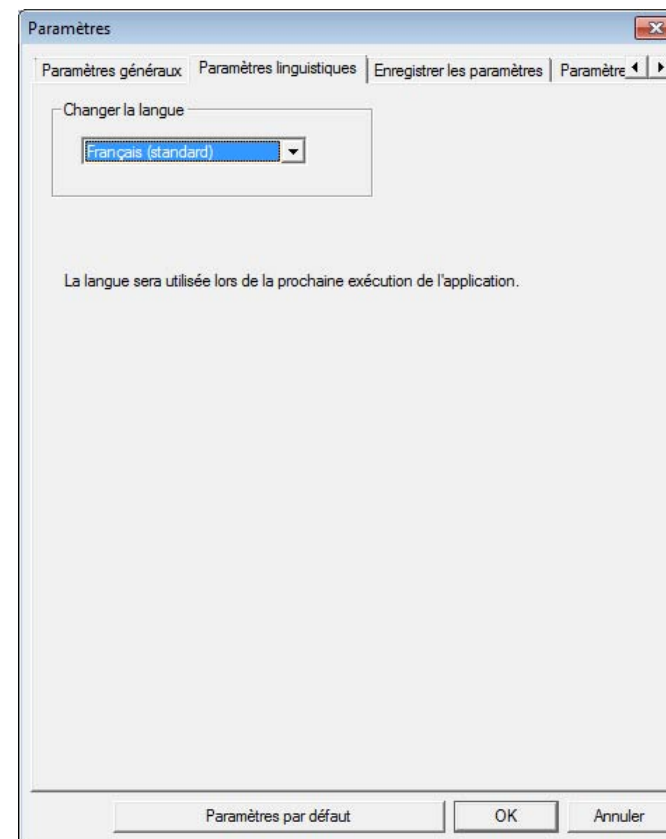 Paramètres
Paramètres généraux Paramètres linguistiques Enregistrer les paramètres Paramètre
Changer la langue
Français (standard)
La langue sera utilisée lors de la prochaine exécution de l'application.
Paramètres par défaut OK Annuler